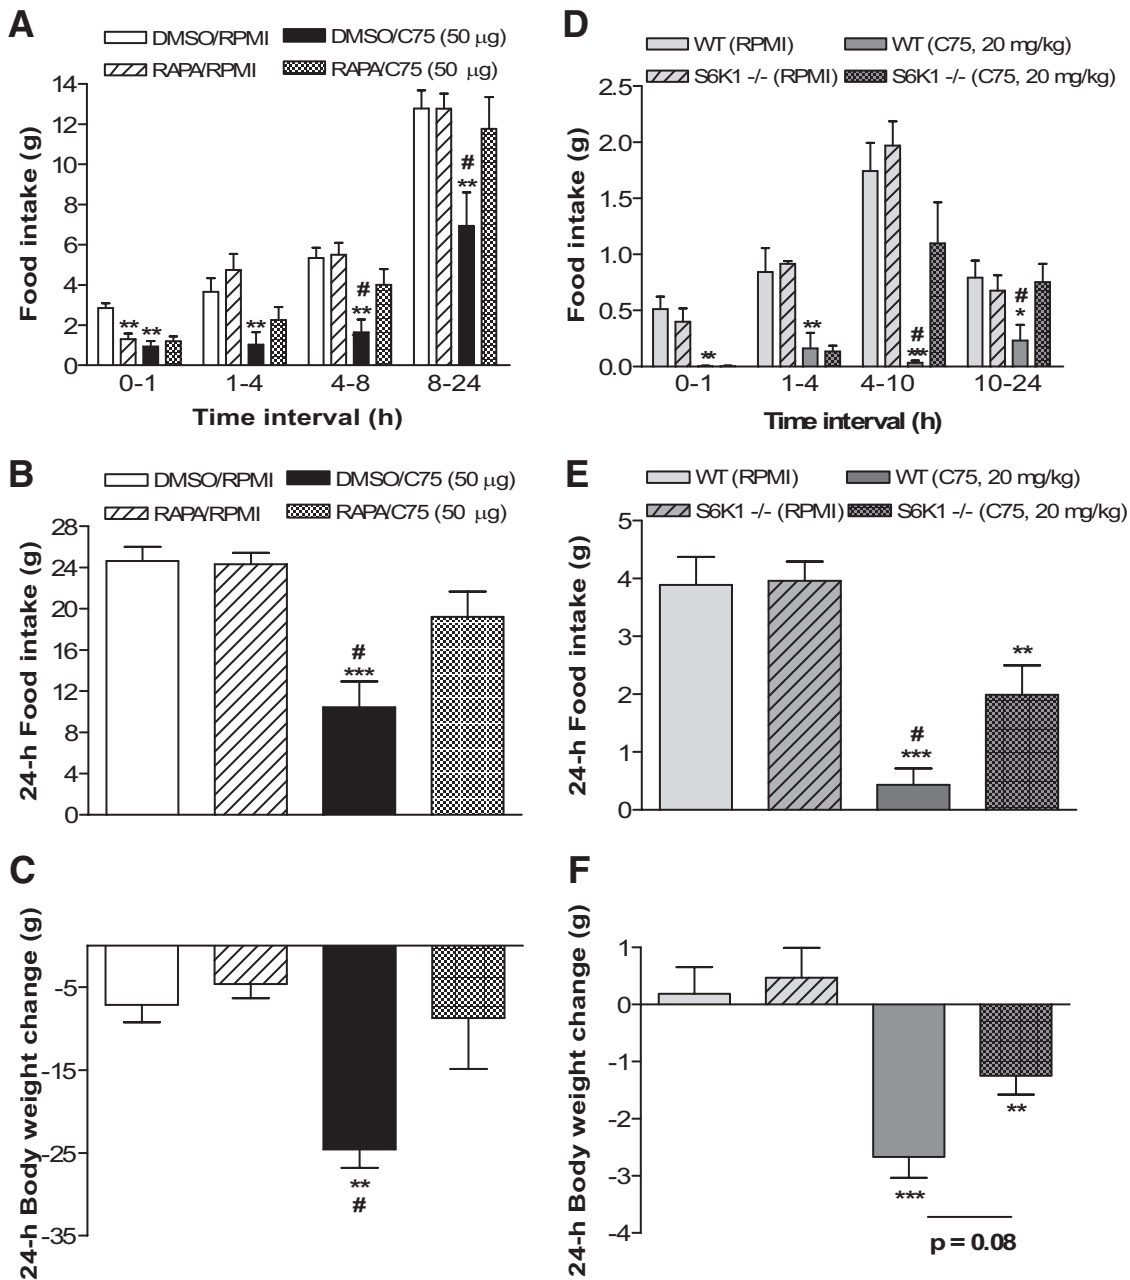 A
DMSO/RPMI DMSO/C75 (50 μg)
RAPA/RPMI RAPA/C75 (50 μg)
Food intake (g)
14
12
10
8
6
4
2
0
** ** ** # ** # **
0-1 1-4 4-8 8-24
Time interval (h)
D
WT (RPMI) WT (C75, 20 mg/kg)
S6K1 -/- (RPMI) S6K1 -/- (C75, 20 mg/kg)
Food intake (g)
2.5
2.0
1.5
1.0
0.5
0.0
** ** # *** # *
0-1 1-4 4-10 10-24
Time interval (h)
B
DMSO/RPMI DMSO/C75 (50 μg)
RAPA/RPMI RAPA/C75 (50 μg)
24-h Food intake (g)
28
24
20
16
12
8
4
0
#
***
E
WT (RPMI) WT (C75, 20 mg/kg)
S6K1 -/- (RPMI) S6K1 -/- (C75, 20 mg/kg)
24-h Food intake (g)
5
4
3
2
1
0
#
***
**
C
24-h Body weight change (g)
-5
-15
-25
-35
**
#
F
24-h Body weight change (g)
1
0
-1
-2
-3
-4
***
**
p = 0.08